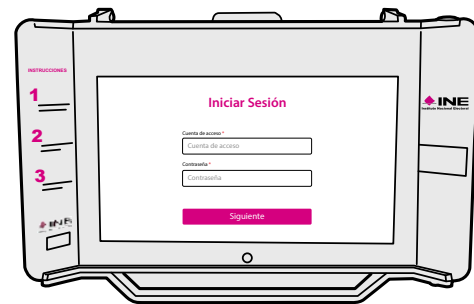 INSTRUCCIONES
1
2
3
INE
Iniciar Sesión
Cuenta de acceso *
Cuenta de acceso
Contraseña *
Contraseña
Siguiente
INE
Instituto Nacional Electoral